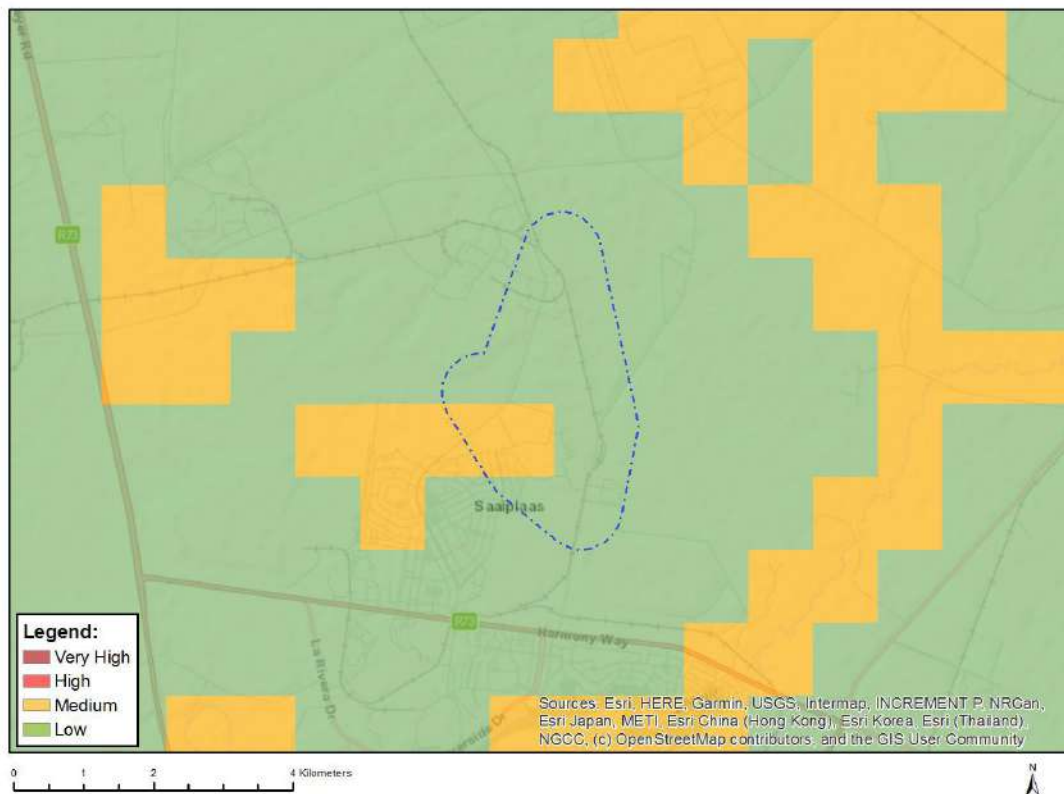 R73
Saaiplaas
R73
Harmony Way
La Riviera Dr
Legend:
Very High
High
Medium
Low
Sources: Esri, HERE, Garmin, USGS, Intermap, INCREMENT P, NRCan,
Esri Japan, METI, Esri China (Hong Kong), Esri Korea, Esri (Thailand),
NGCC, (c) OpenStreetMap contributors, and the GIS User Community
0 1 2 4 Kilometers
N